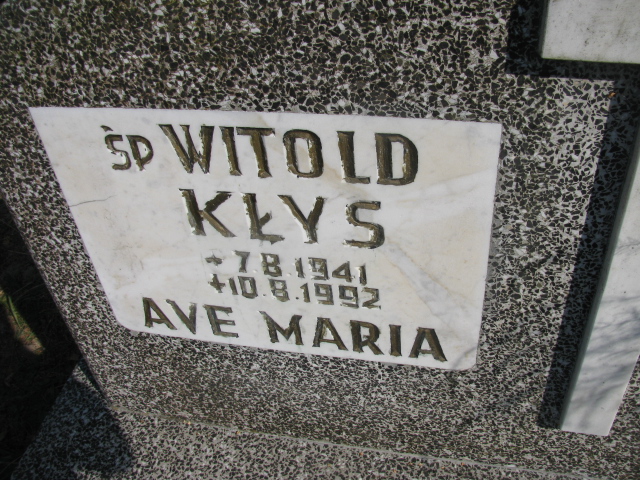 ŚP WITOLD
KŁYS
* 7.8.1941
+10.8.1992
AVE MARIA